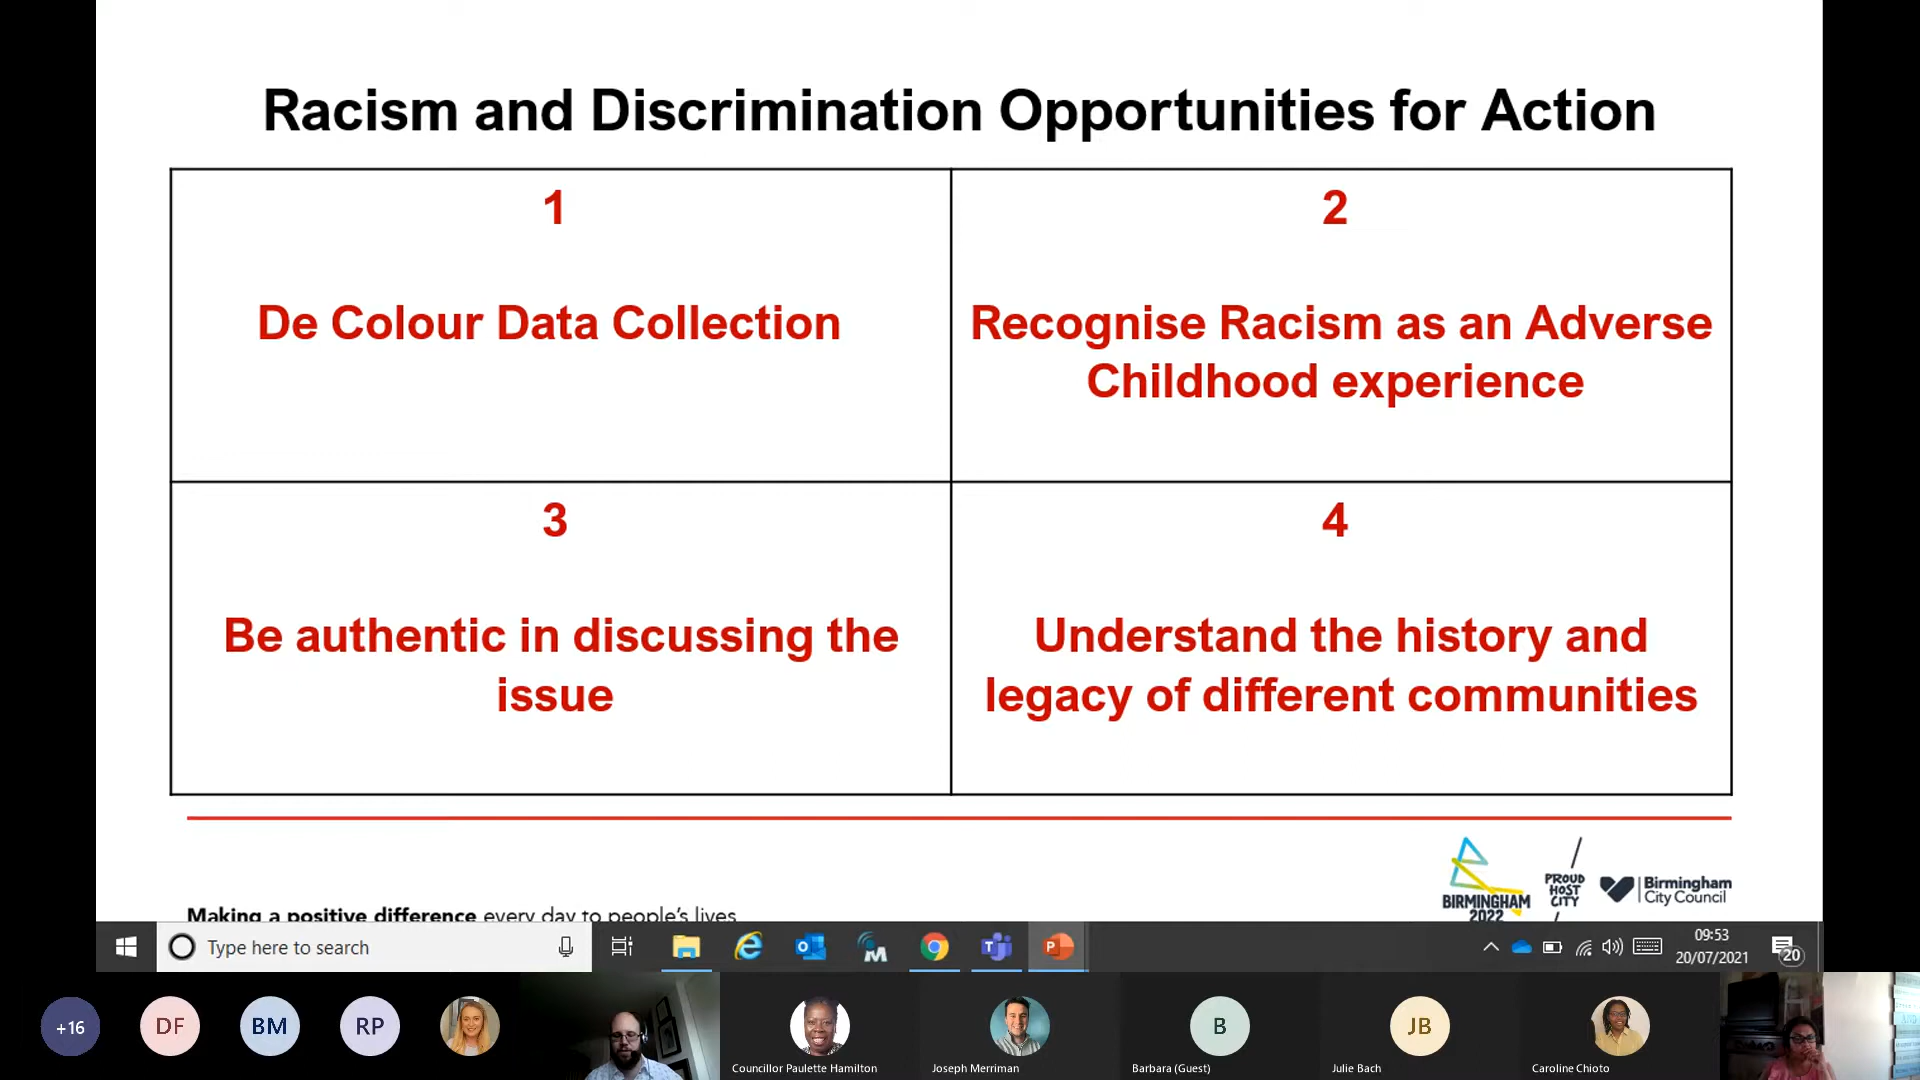 Racism and Discrimination Opportunities for Action
1
De Colour Data Collection
2
Recognise Racism as an Adverse
Childhood experience
3
Be authentic in discussing the
issue
4
Understand the history and
legacy of different communities
Making a positive difference every day to people's lives
BIRMINGHAM
2022
PROUD
HOST
CITY
Birmingham
City Council
Type here to search
09:53
20/07/2021
20
+16
DF
BM
RP
Councillor Paulette Hamilton
Joseph Merriman
B
Barbara (Guest)
JB
Julie Bach
Caroline Chioto